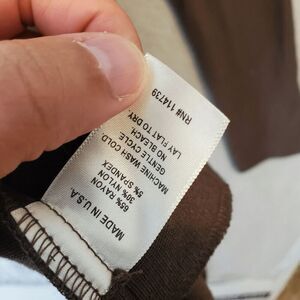 MADE IN U.S.A
65% RAYON
30% NYLON
5% SPANDEX
MACHINE WASH COLD
GENTLE CYCLE
NO BLEACH.
LAY FLAT TO DRY.
RN# 114739